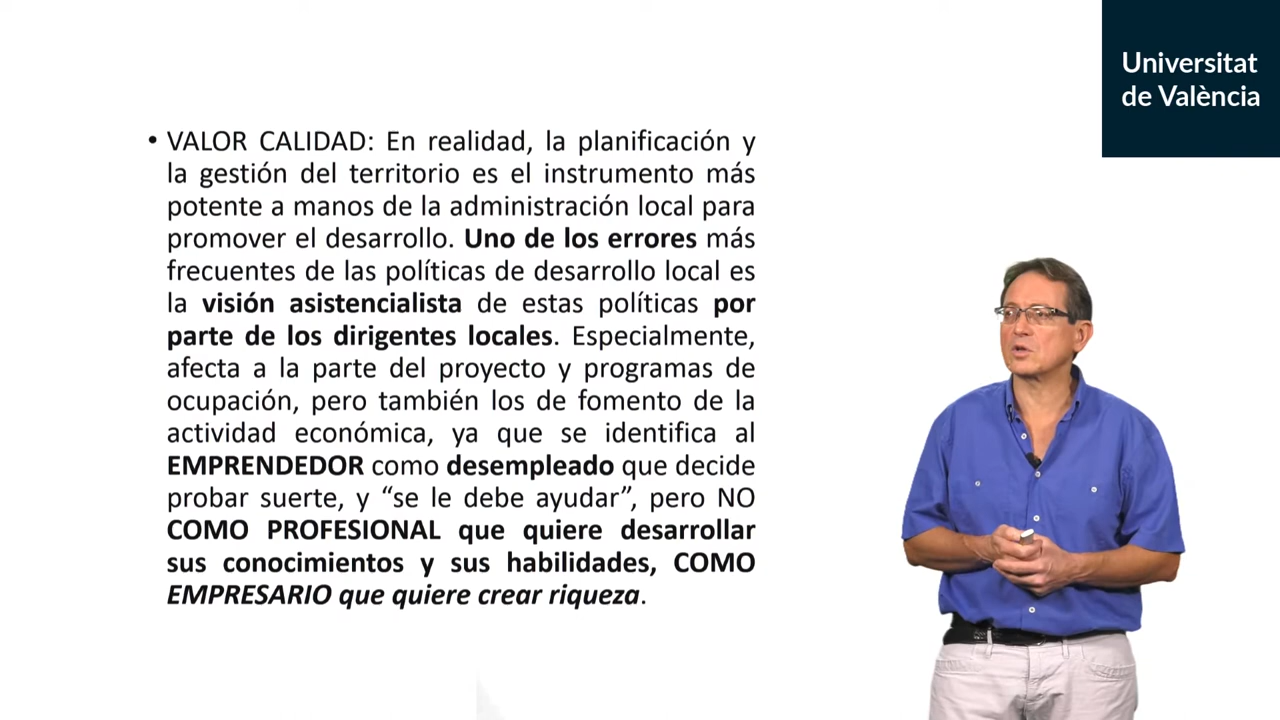 Universitat
de València
• VALOR CALIDAD: En realidad, la planificación y
la gestión del territorio es el instrumento más
potente a manos de la administración local para
promover el desarrollo. Uno de los errores más
frecuentes de las políticas de desarrollo local es
la visión asistencialista de estas políticas por
parte de los dirigentes locales. Especialmente,
afecta a la parte del proyecto y programas de
ocupación, pero también los de fomento de la
actividad económica, ya que se identifica al
EMPRENDEDOR como desempleado que decide
probar suerte, y “se le debe ayudar”, pero NO
COMO PROFESIONAL que quiere desarrollar
sus conocimientos y sus habilidades, COMO
EMPRESARIO que quiere crear riqueza.